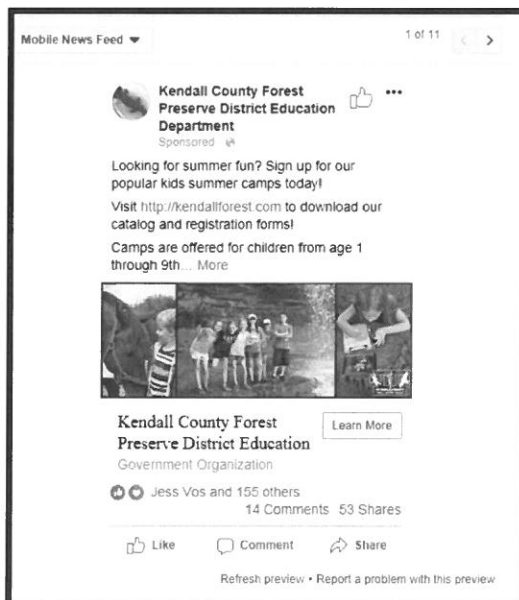 Mobile News Feed
1 of 11
Kendall County Forest
Preserve District Education
Department
Sponsored
Looking for summer fun? Sign up for our
popular kids summer camps today!
Visit http://kendallforest.com to download our
catalog and registration forms!
Camps are offered for children from age 1
through 9th... More
Kendall County Forest
Preserve District Education
Learn More
Government Organization
Jess Vos and 155 others
14 Comments 53 Shares
Like Comment Share
Refresh preview • Report a problem with this preview